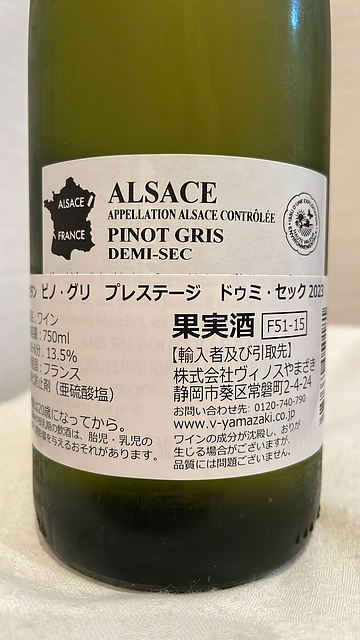 ALSACE
FRANCE
ALSACE
APPELLATION ALSACE CONTRÔLÉE
PINOT GRIS
DEMI-SEC
ピノ・グリ プレステージ ドゥミ・セック 2023
ワイン
750ml
13.5%
フランス
(亜硫酸塩)
歳になってから。
飲酒は、胎児・乳児の
影響を与えるおそれがあります。
果実酒 F51-15
【輸入者及び引取先】
株式会社ヴィノスやまざき
静岡市葵区常磐町2-4-24
お問い合わせ先: 0120-740-790
www.v-yamazaki.co.jp
ワインの成分が沈殿し、おりが
生じる場合がございますが、
品質には問題ございません。